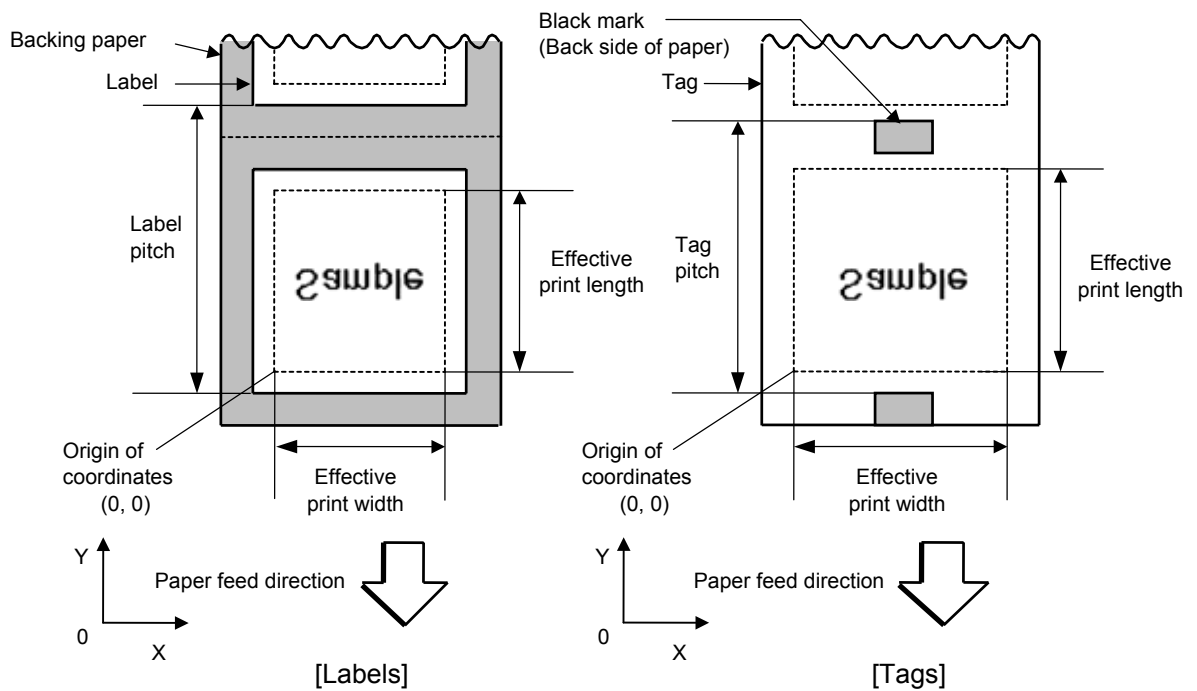 Backing paper
Label
Label
pitch
Sample
Effective
print length
Origin of
coordinates
(0, 0)
Effective
print width
Y
0
X
Paper feed direction
[Labels]
Black mark
(Back side of paper)
Tag
Tag
pitch
Sample
Effective
print length
Origin of
coordinates
(0, 0)
Effective
print width
Y
0
X
Paper feed direction
[Tags]